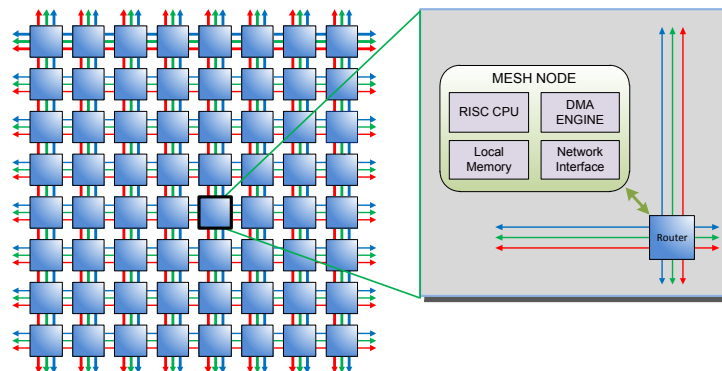 MESH NODE
RISC CPU
DMA
ENGINE
Local
Memory
Network
Interface
Router